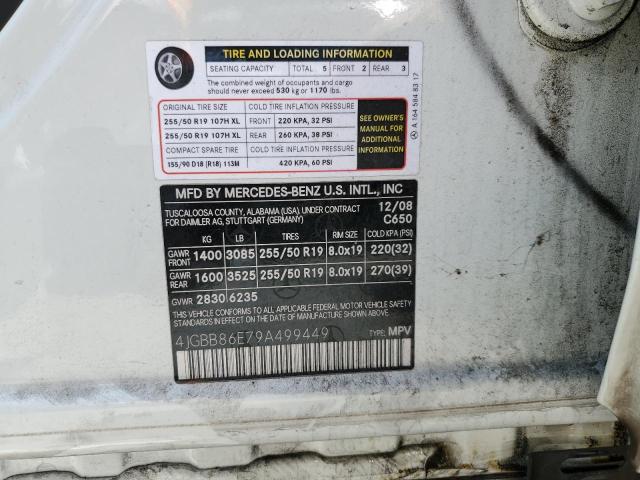 TIRE AND LOADING INFORMATION
SEATING CAPACITY TOTAL 5 FRONT 2 REAR 3
The combined weight of occupants and cargo
should never exceed 530 kg or 1170 lbs.
ORIGINAL TIRE SIZE COLD TIRE INFLATION PRESSURE
255/50 R19 107H XL FRONT 220 KPA, 32 PSI
255/50 R19 107H XL REAR 260 KPA, 38 PSI
COMPACT SPARE TIRE COLD TIRE INFLATION PRESSURE
155/90 D18 (R18) 113M 420 KPA, 60 PSI
SEE OWNER'S
MANUAL FOR
ADDITIONAL
INFORMATION
A 164 584 83 17
MFD BY MERCEDES-BENZ U.S. INTL., INC
TUSCALOOSA COUNTY, ALABAMA (USA) UNDER CONTRACT 12/08
FOR DAIMLER AG, STUTTGART (GERMANY) C650
KG LB TIRES RIM SIZE COLD KPA (PSI)
GAWR FRONT 1400 3085 255/50 R19 8.0x19 220(32)
GAWR REAR 1600 3525 255/50 R19 8.0x19 270(39)
GVWR 2830 6235
THIS VEHICLE CONFORMS TO ALL APPLICABLE FEDERAL MOTOR VEHICLE SAFETY
STANDARDS IN EFFECT ON THE DATE OF MANUFACTURE SHOWN ABOVE.
4JGBB86E79A499449 TYPE: MPV